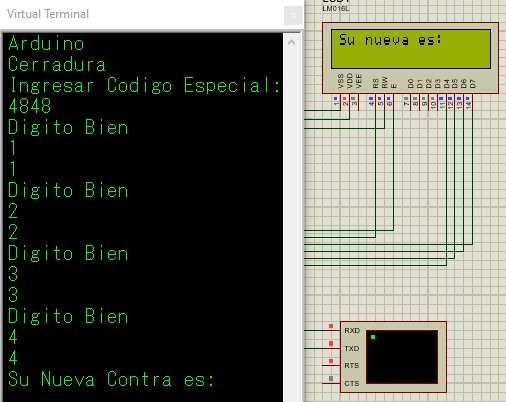 Virtual Terminal
Arduino
Cerradura
Ingresar Codigo Especial:
4848
Digito Bien
1
1
Digito Bien
2
2
Digito Bien
3
3
Digito Bien
4
4
Su Nueva Contra es:
LM016L
Su nueva es:
VSS
VDD
VEE
RS
RW
E
D0
D1
D2
D3
D4
D5
D6
D7
1
2
3
4
5
6
7
8
9
10
11
12
13
14
RXD
TXD
RTS
CTS